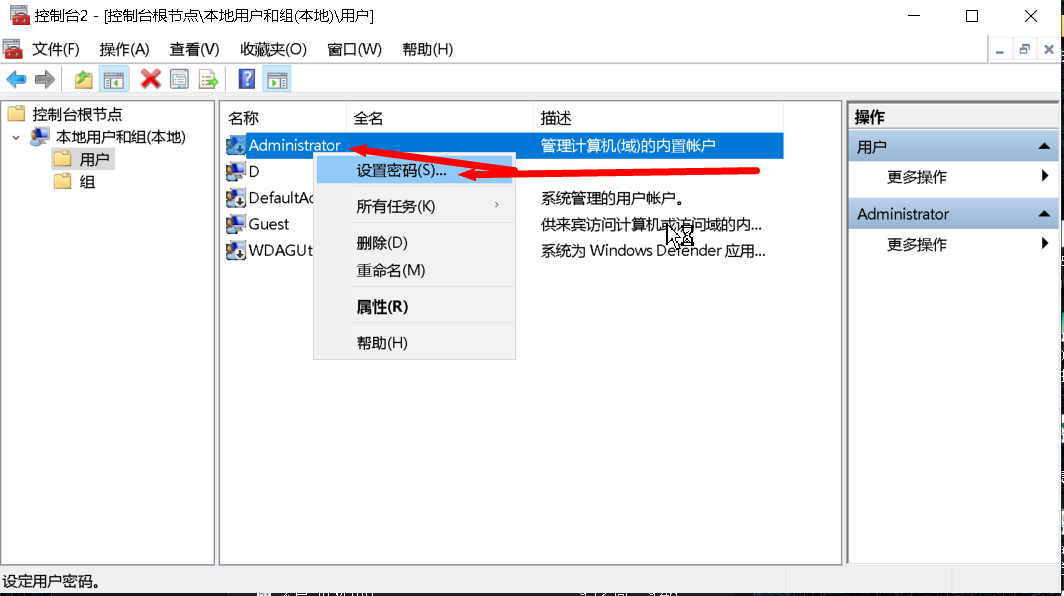 控制台2 - [控制台根节点\本地用户和组(本地)\用户]
文件(F) 操作(A) 查看(V) 收藏夹(O) 窗口(W) 帮助(H)
控制台根节点
本地用户和组(本地)
用户
组
名称 全名 描述
Administrator 管理计算机(域)的内置帐户
D
DefaultAc 系统管理的用户帐户。
Guest 供来宾访问计算机或访问域的内...
WDAGUt 系统为 Windows Defender 应用...
设置密码(S)...
所有任务(K)
删除(D)
重命名(M)
属性(R)
帮助(H)
操作
用户
更多操作
Administrator
更多操作
设定用户密码。